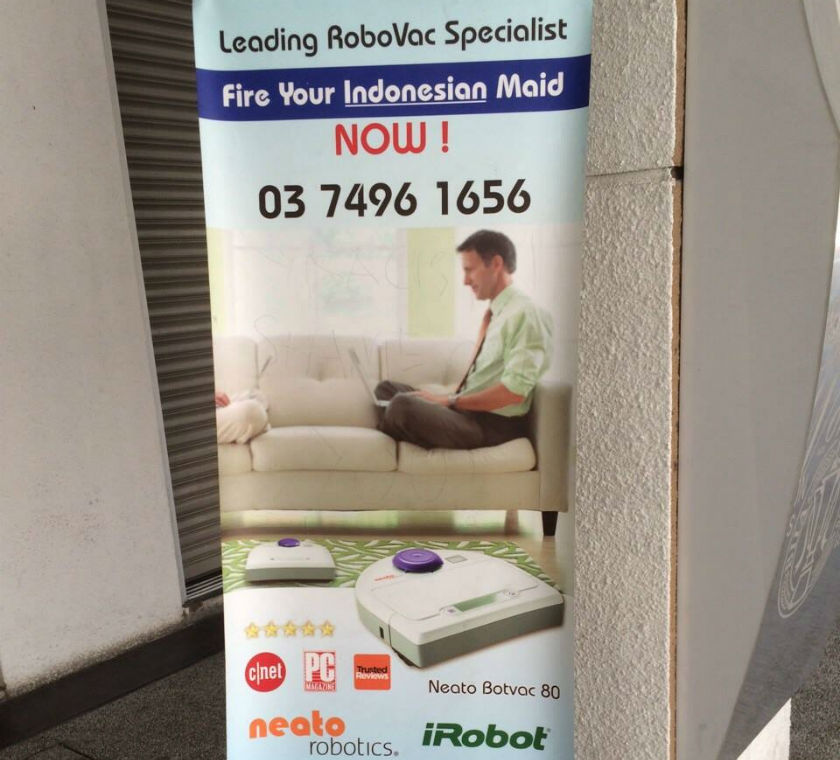 Leading RoboVac Specialist
Fire Your Indonesian Maid
NOW !
03 7496 1656
c|net
PC
MAGAZINE
Trusted
Reviews
Neato Botvac 80
neato
robotics.
iRobot